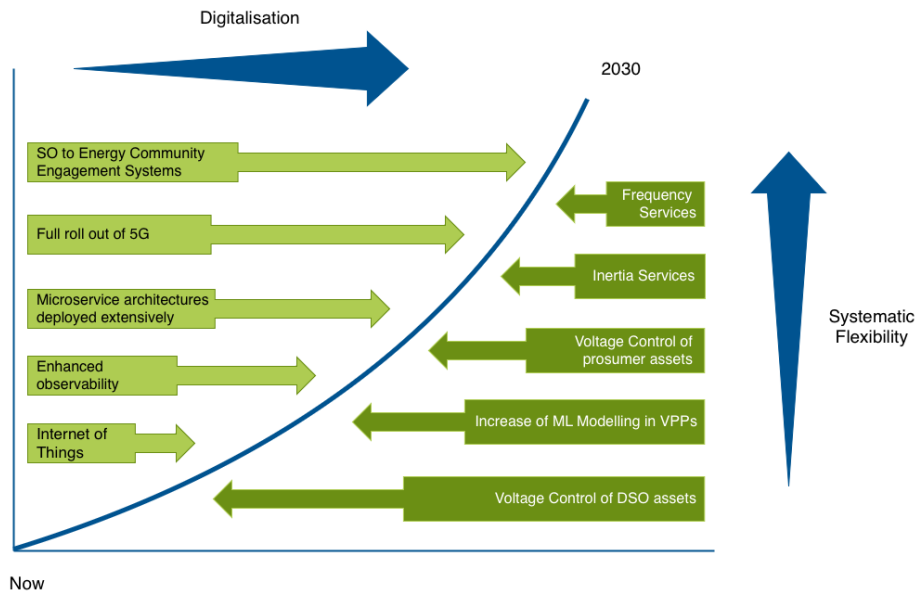 Digitalisation
2030
SO to Energy Community
Engagement Systems
Frequency
Services
Full roll out of 5G
Inertia Services
Microservice architectures
deployed extensively
Systematic
Flexibility
Voltage Control of
prosumer assets
Enhanced
observability
Increase of ML Modelling in VPPs
Internet of
Things
Voltage Control of DSO assets
Now